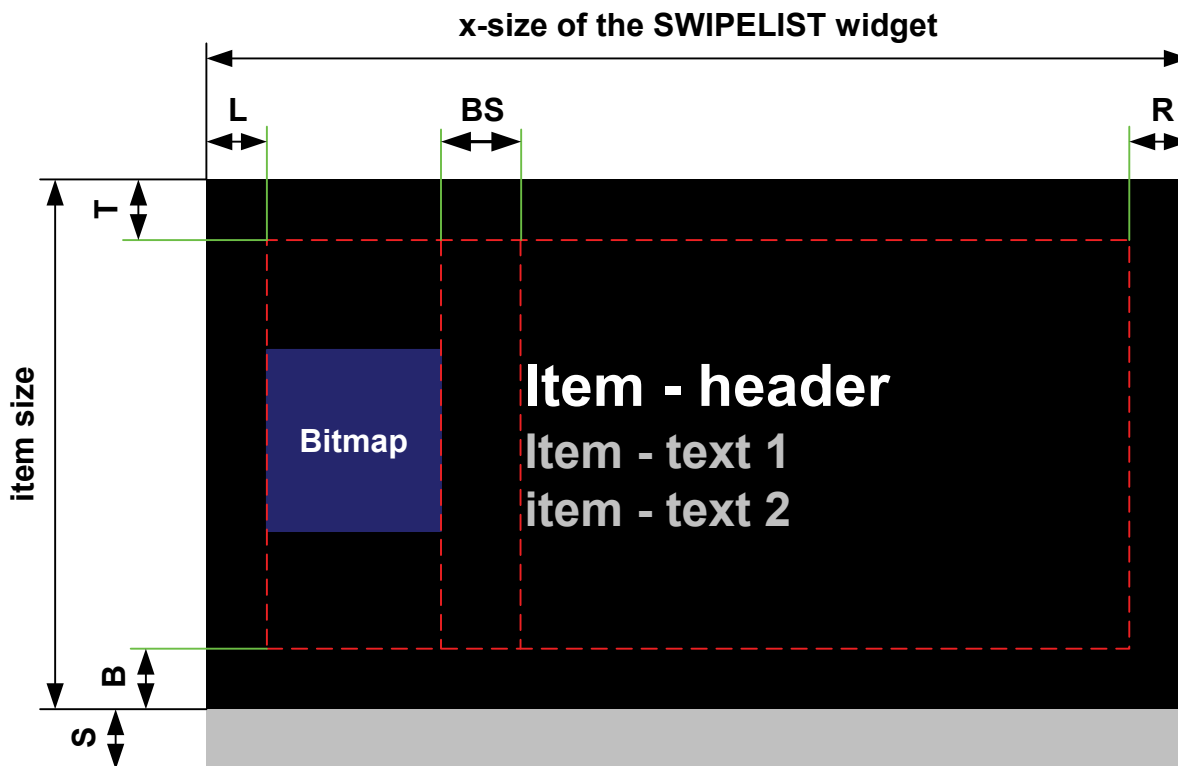 x-size of the SWIPELIST widget
L
BS
R
T
item size
Bitmap
Item - header
Item - text 1
item - text 2
B
S